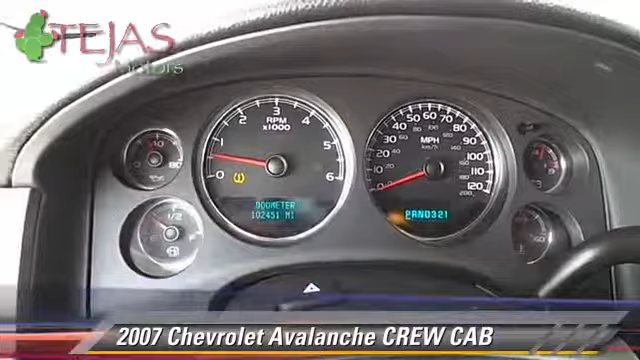 TEJAS
Motors
RPM
x1000
0 1 2 3 4 5 6
ODOMETER
102451 MI
MPH
km/h
0 10 20 30 40 50 60 70 80 90 100 110 120
PRND321
1/2
2007 Chevrolet Avalanche CREW CAB